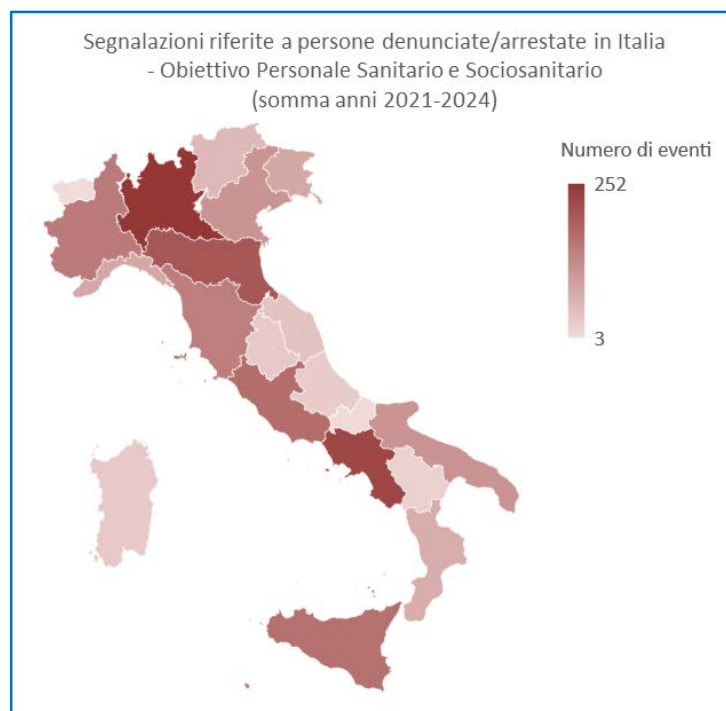 Segnalazioni riferite a persone denunciate/arrestate in Italia
- Obiettivo Personale Sanitario e Sociosanitario
(somma anni 2021-2024)
Numero di eventi
252
3